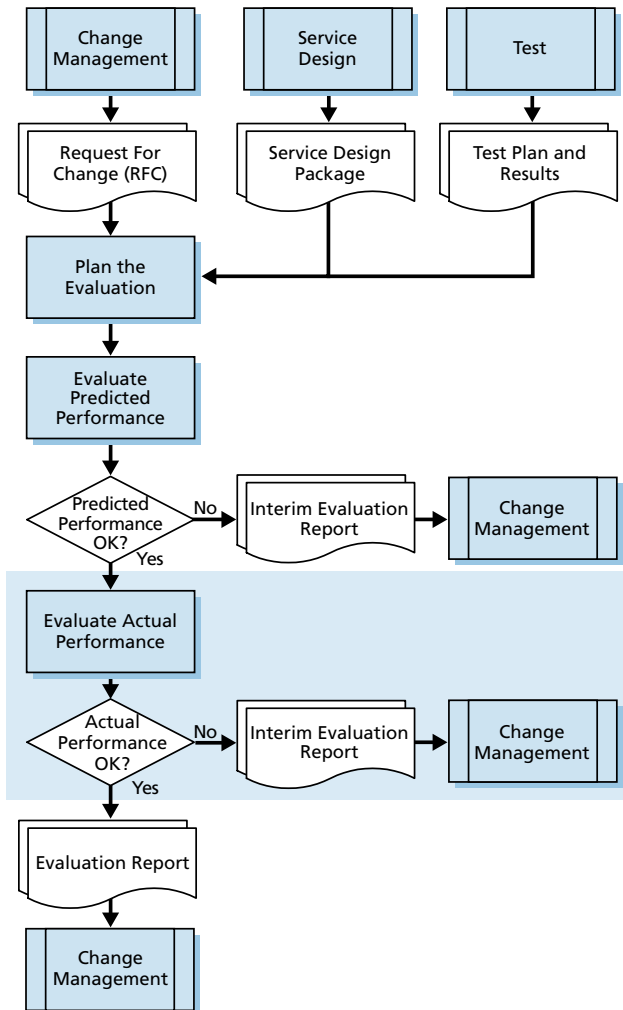 Change
Management
Service
Design
Test
Request For
Change (RFC)
Service Design
Package
Test Plan and
Results
Plan the
Evaluation
Evaluate
Predicted
Performance
Predicted
Performance
OK?
No
Yes
Interim Evaluation
Report
Change
Management
Evaluate Actual
Performance
Actual
Performance
OK?
No
Yes
Interim Evaluation
Report
Change
Management
Evaluation Report
Change
Management